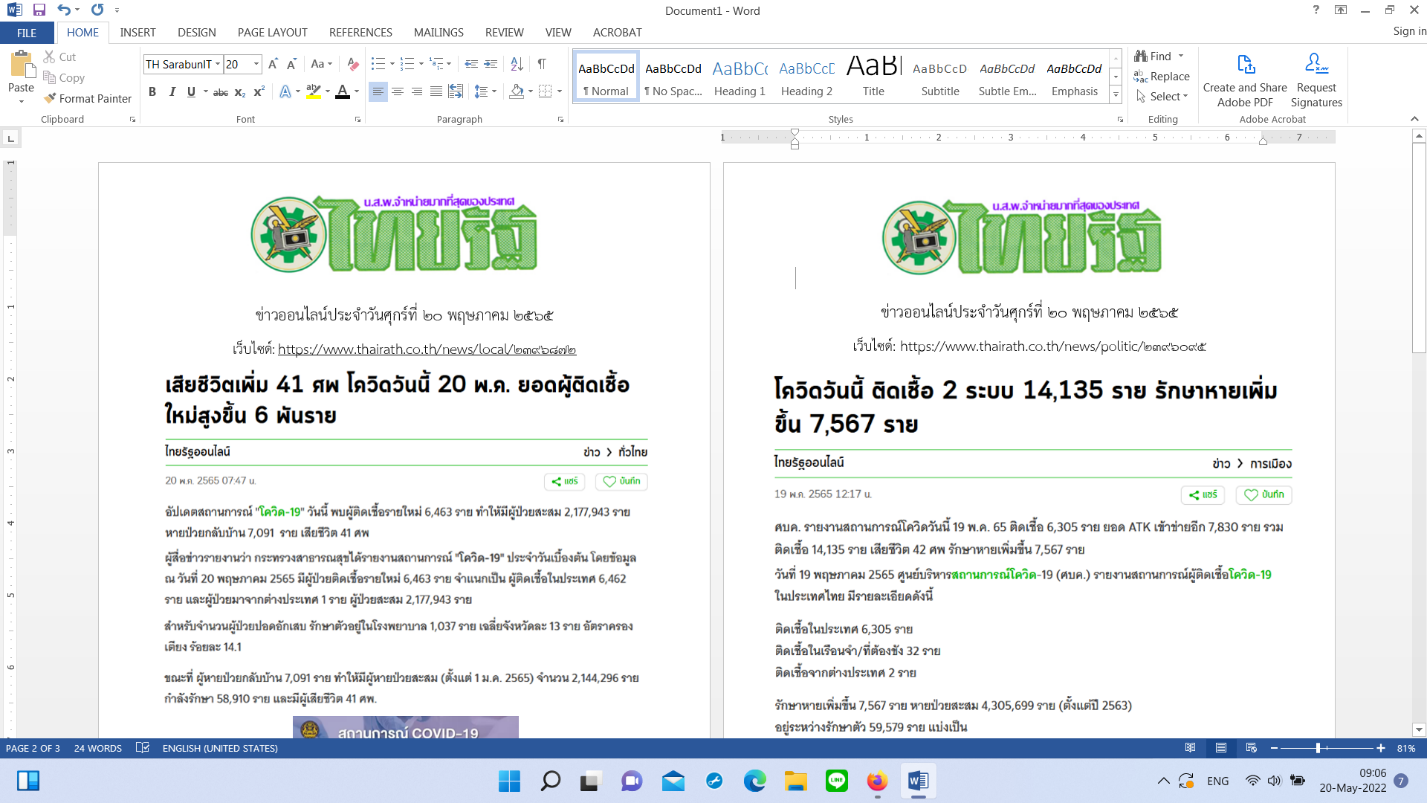 Document1 - Word
Sign in
FILE HOME INSERT DESIGN PAGE LAYOUT REFERENCES MAILINGS REVIEW VIEW ACROBAT
Paste
Cut
Copy
Format Painter
Clipboard
TH SarabunIT 20
Font
Paragraph
AaBbCcDd AaBbCcDd AaBbCc AaBbCcD AaBl AaBbCcD AaBbCcDd AaBbCcDd
¶ Normal ¶ No Spac... Heading 1 Heading 2 Title Subtitle Subtle Em... Emphasis
Styles
Find
Replace
Select
Editing
Create and Share Adobe PDF
Request Signatures
Adobe Acrobat
น.ส.พ.จำหน่ายมากที่สุดของประเทศ
ไทยรัฐ
ข่าวออนไลน์ประจำวันศุกร์ที่ ๒๐ พฤษภาคม ๒๕๖๕
เว็บไซต์: https://www.thairath.co.th/news/local/๒๓๙๖๘๗๒
เสียชีวิตเพิ่ม 41 ศพ โควิดวันนี้ 20 พ.ค. ยอดผู้ติดเชื้อ
ใหม่สูงขึ้น 6 พันราย
ไทยรัฐออนไลน์ ข่าว > ทั่วไทย
20 พ.ค. 2565 07:47 น. แชร์ บันทึก
อัปเดตสถานการณ์ "โควิด-19" วันนี้ พบผู้ติดเชื้อรายใหม่ 6,463 ราย ทำให้มีผู้ป่วยสะสม 2,177,943 ราย
หายป่วยกลับบ้าน 7,091 ราย เสียชีวิต 41 ศพ
ผู้สื่อข่าวรายงานว่า กระทรวงสาธารณสุขได้รายงานสถานการณ์ "โควิด-19" ประจำวันเบื้องต้น โดยข้อมูล
ณ วันที่ 20 พฤษภาคม 2565 มีผู้ป่วยติดเชื้อรายใหม่ 6,463 ราย จำแนกเป็น ผู้ติดเชื้อในประเทศ 6,462
ราย และผู้ป่วยมาจากต่างประเทศ 1 ราย ผู้ป่วยสะสม 2,177,943 ราย
สำหรับจำนวนผู้ป่วยปอดอักเสบ รักษาตัวอยู่ในโรงพยาบาล 1,037 ราย เฉลี่ยจังหวัดละ 13 ราย อัตราครอง
เตียง ร้อยละ 14.1
ขณะที่ ผู้หายป่วยกลับบ้าน 7,091 ราย ทำให้มีผู้หายป่วยสะสม (ตั้งแต่ 1 ม.ค. 2565) จำนวน 2,144,296 ราย
กำลังรักษา 58,910 ราย และมีผู้เสียชีวิต 41 ศพ.
สถานการณ์ COVID-19
น.ส.พ.จำหน่ายมากที่สุดของประเทศ
ไทยรัฐ
ข่าวออนไลน์ประจำวันศุกร์ที่ ๒๐ พฤษภาคม ๒๕๖๕
เว็บไซต์: https://www.thairath.co.th/news/politic/๒๓๙๖๐๙๕
โควิดวันนี้ ติดเชื้อ 2 ระบบ 14,135 ราย รักษาหายเพิ่ม
ขึ้น 7,567 ราย
ไทยรัฐออนไลน์ ข่าว > การเมือง
19 พ.ค. 2565 12:17 น. แชร์ บันทึก
ศบค. รายงานสถานการณ์โควิดวันนี้ 19 พ.ค. 65 ติดเชื้อ 6,305 ราย ยอด ATK เข้าข่ายอีก 7,830 ราย รวม
ติดเชื้อ 14,135 ราย เสียชีวิต 42 ศพ รักษาหายเพิ่มขึ้น 7,567 ราย
วันที่ 19 พฤษภาคม 2565 ศูนย์บริหารสถานการณ์โควิด-19 (ศบค.) รายงานสถานการณ์ผู้ติดเชื้อโควิด-19
ในประเทศไทย มีรายละเอียดดังนี้
ติดเชื้อในประเทศ 6,305 ราย
ติดเชื้อในเรือนจำ/ที่ต้องขัง 32 ราย
ติดเชื้อจากต่างประเทศ 2 ราย
รักษาหายเพิ่มขึ้น 7,567 ราย หายป่วยสะสม 4,305,699 ราย (ตั้งแต่ปี 2563)
อยู่ระหว่างรักษาตัว 59,579 ราย แบ่งเป็น
PAGE 2 OF 3 24 WORDS ENGLISH (UNITED STATES) 81%
ENG 09:06
20-May-2022 7